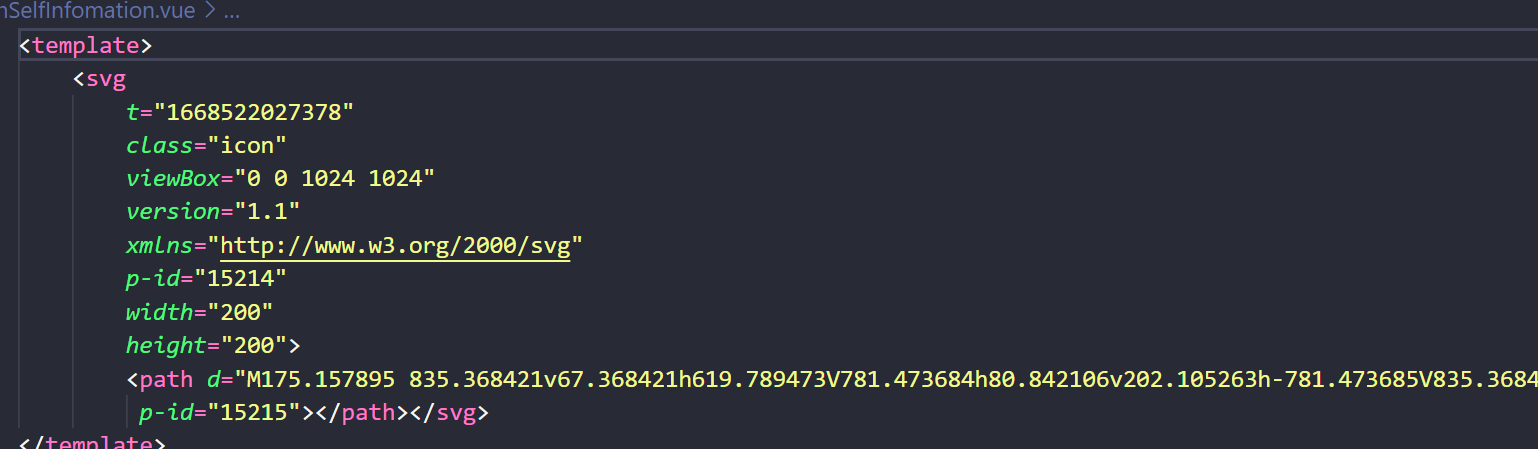 nSelfInfomation.vue > ...
<template>
<svg
t="1668522027378"
class="icon"
viewBox="0 0 1024 1024"
version="1.1"
xmlns="http://www.w3.org/2000/svg"
p-id="15214"
width="200"
height="200">
<path d="M175.157895 835.368421v67.368421h619.789473V781.473684h80.842106v202.105263h-781.473685V835.3684
p-id="15215"></path></svg>
</template>